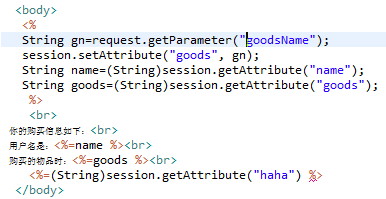 <body>
<%
String gn=request.getParameter("goodsName");
session.setAttribute("goods", gn);
String name=(String)session.getAttribute("name");
String goods=(String)session.getAttribute("goods");
%>
<br>
你的购买信息如下：<br>
用户名是：<%=name %><br>
购买的物品时：<%=goods %><br>
<%=(String)session.getAttribute("haha") %>
</body>